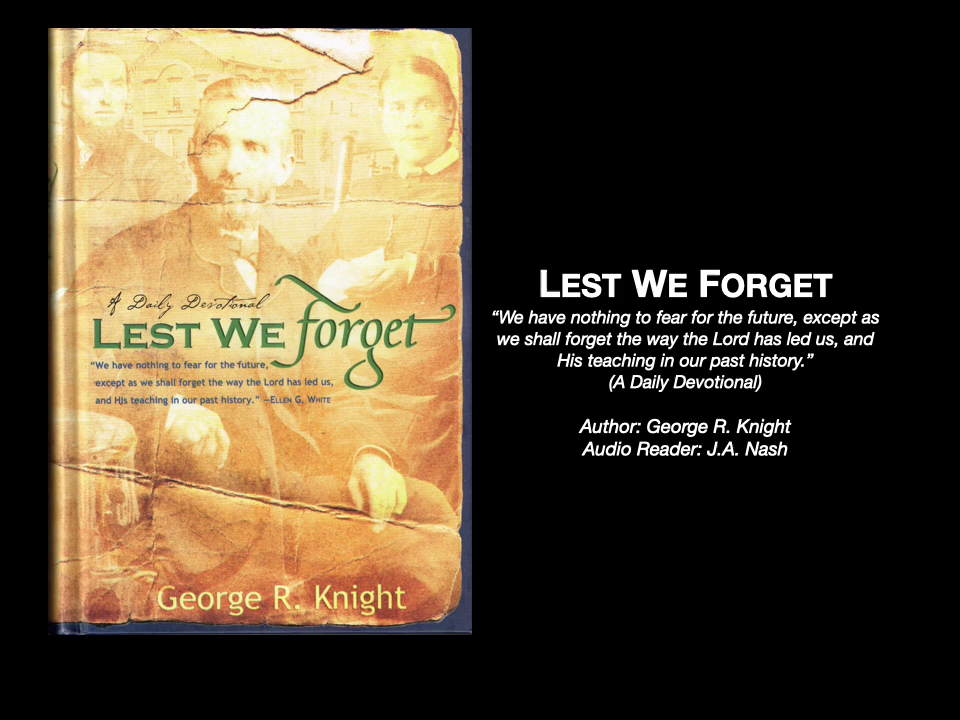 A Daily Devotional
LEST WE forget
“We have nothing to fear for the future,
except as we shall forget the way the Lord has led us,
and His teaching in our past history.” —ELLEN G. WHITE
George R. Knight
LEST WE FORGET
“We have nothing to fear for the future, except as
we shall forget the way the Lord has led us, and
His teaching in our past history.”
(A Daily Devotional)
Author: George R. Knight
Audio Reader: J.A. Nash